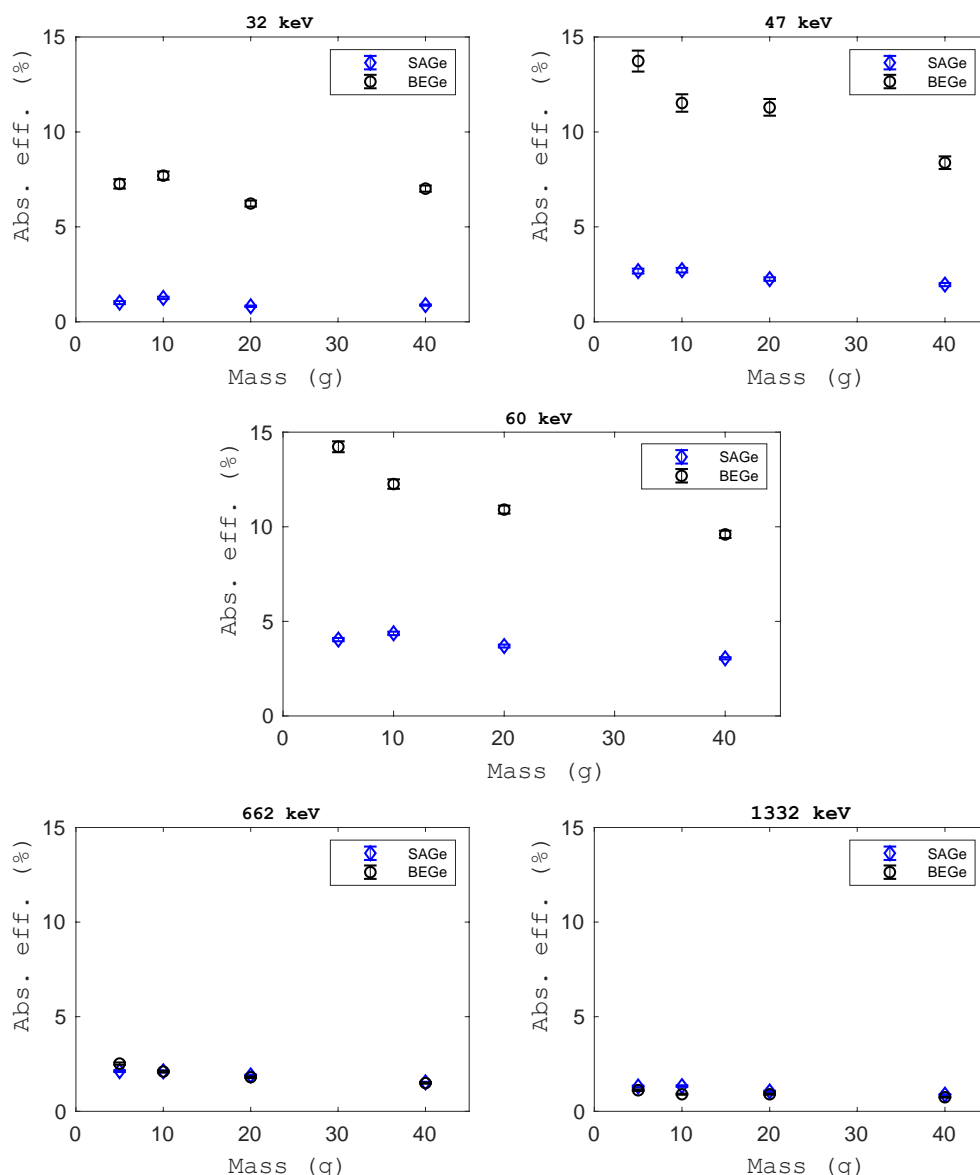 32 keV
15
10
5
0
Abs. eff. (%)
SAGe
BEGe
0 10 20 30 40
Mass (g)
47 keV
15
10
5
0
Abs. eff. (%)
SAGe
BEGe
0 10 20 30 40
Mass (g)
60 keV
15
10
5
0
Abs. eff. (%)
SAGe
BEGe
0 10 20 30 40
Mass (g)
662 keV
15
10
5
0
Abs. eff. (%)
SAGe
BEGe
0 10 20 30 40
Mass (g)
1332 keV
15
10
5
0
Abs. eff. (%)
SAGe
BEGe
0 10 20 30 40
Mass (g)